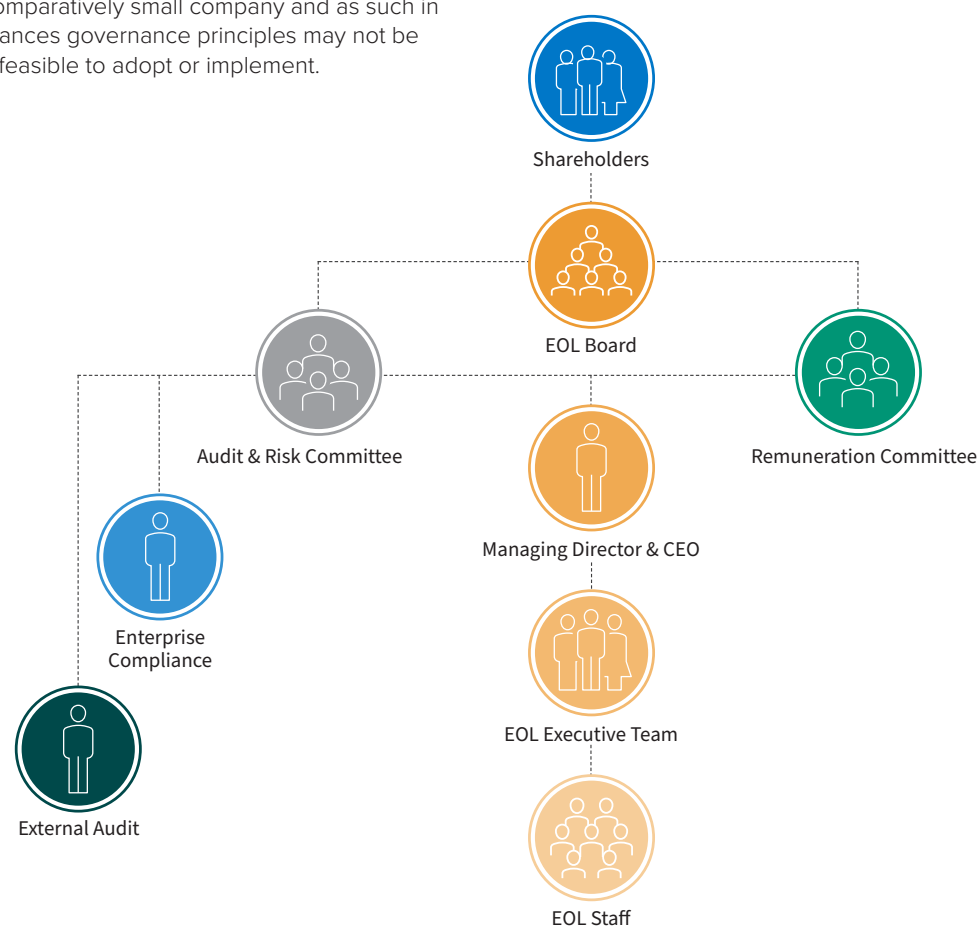 comparatively small company and as such in
governance principles may not be
feasible to adopt or implement.
Shareholders
EOL Board
Audit & Risk Committee
Remuneration Committee
Managing Director & CEO
Enterprise
Compliance
EOL Executive Team
External Audit
EOL Staff